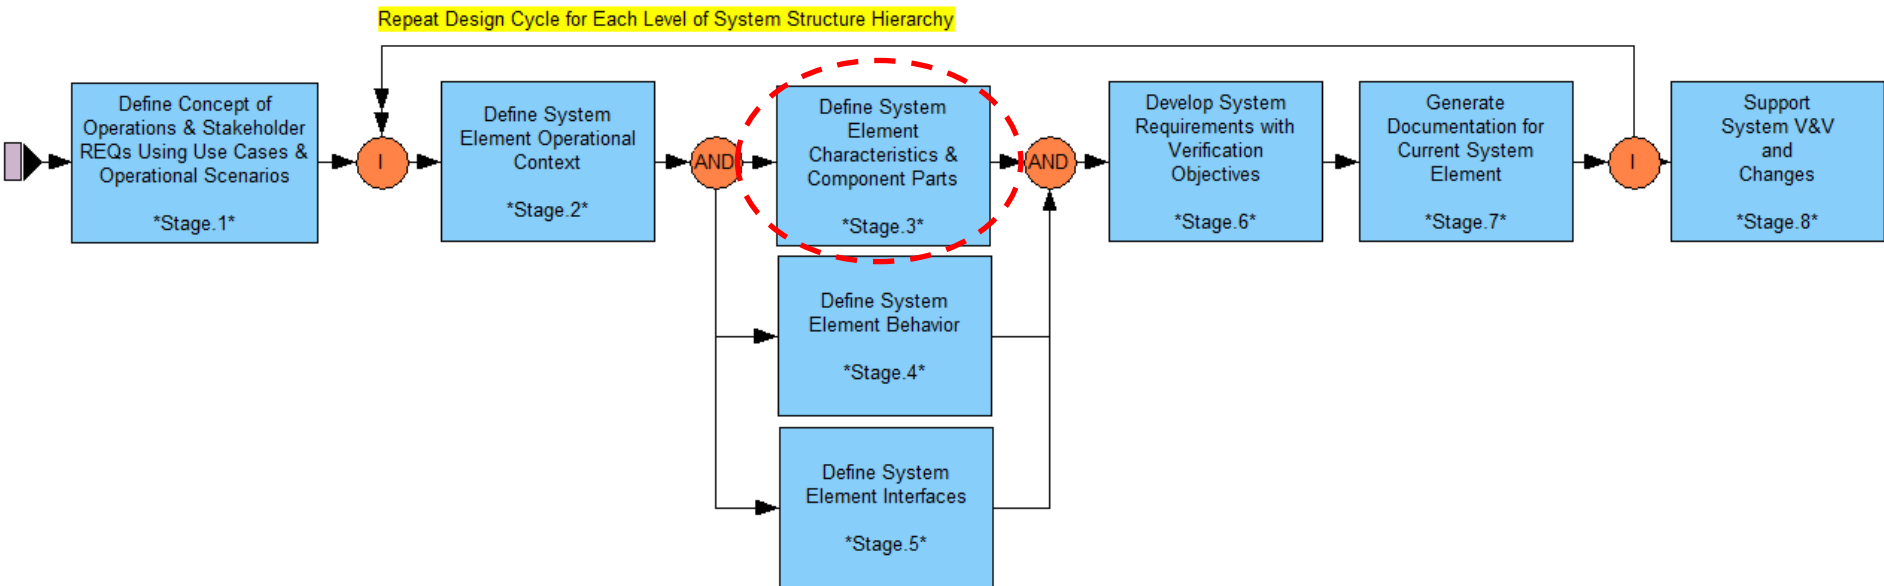 Repeat Design Cycle for Each Level of System Structure Hierarchy
Define Concept of
Operations & Stakeholder
REQs Using Use Cases &
Operational Scenarios
*Stage.1*
I
Define System
Element Operational
Context
*Stage.2*
AND
Define System
Element
Characteristics &
Component Parts
*Stage.3*
Define System
Element Behavior
*Stage.4*
Define System
Element Interfaces
*Stage.5*
AND
Develop System
Requirements with
Verification
Objectives
*Stage.6*
Generate
Documentation for
Current System
Element
*Stage.7*
I
Support
System V&V
and
Changes
*Stage.8*